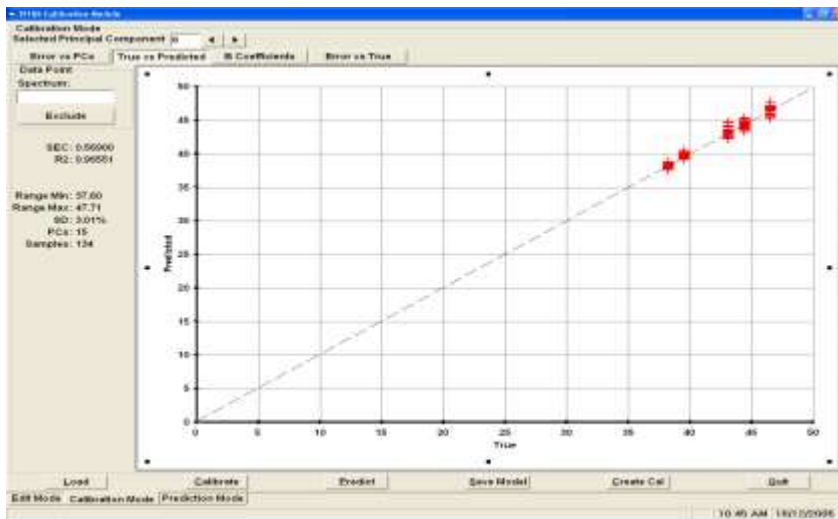 Calibration Module
Calibration Mode
Selected Principal Component
Error vs PCs True vs Predicted B Coefficients Error vs True
Data Point
Spectrum:
Exclude
SEC: 0.56900
R2: 0.96551
Range Min: 37.60
Range Max: 47.71
SD: 3.01%
PCs: 15
Samples: 134
50
45
40
35
30
25
20
15
10
5
0
Predicted
0 5 10 15 20 25 30 35 40 45 50
True
Load Calibrate Predict Save Model Create Cal Quit
Edit Mode Calibration Mode Prediction Mode
10:45 AM